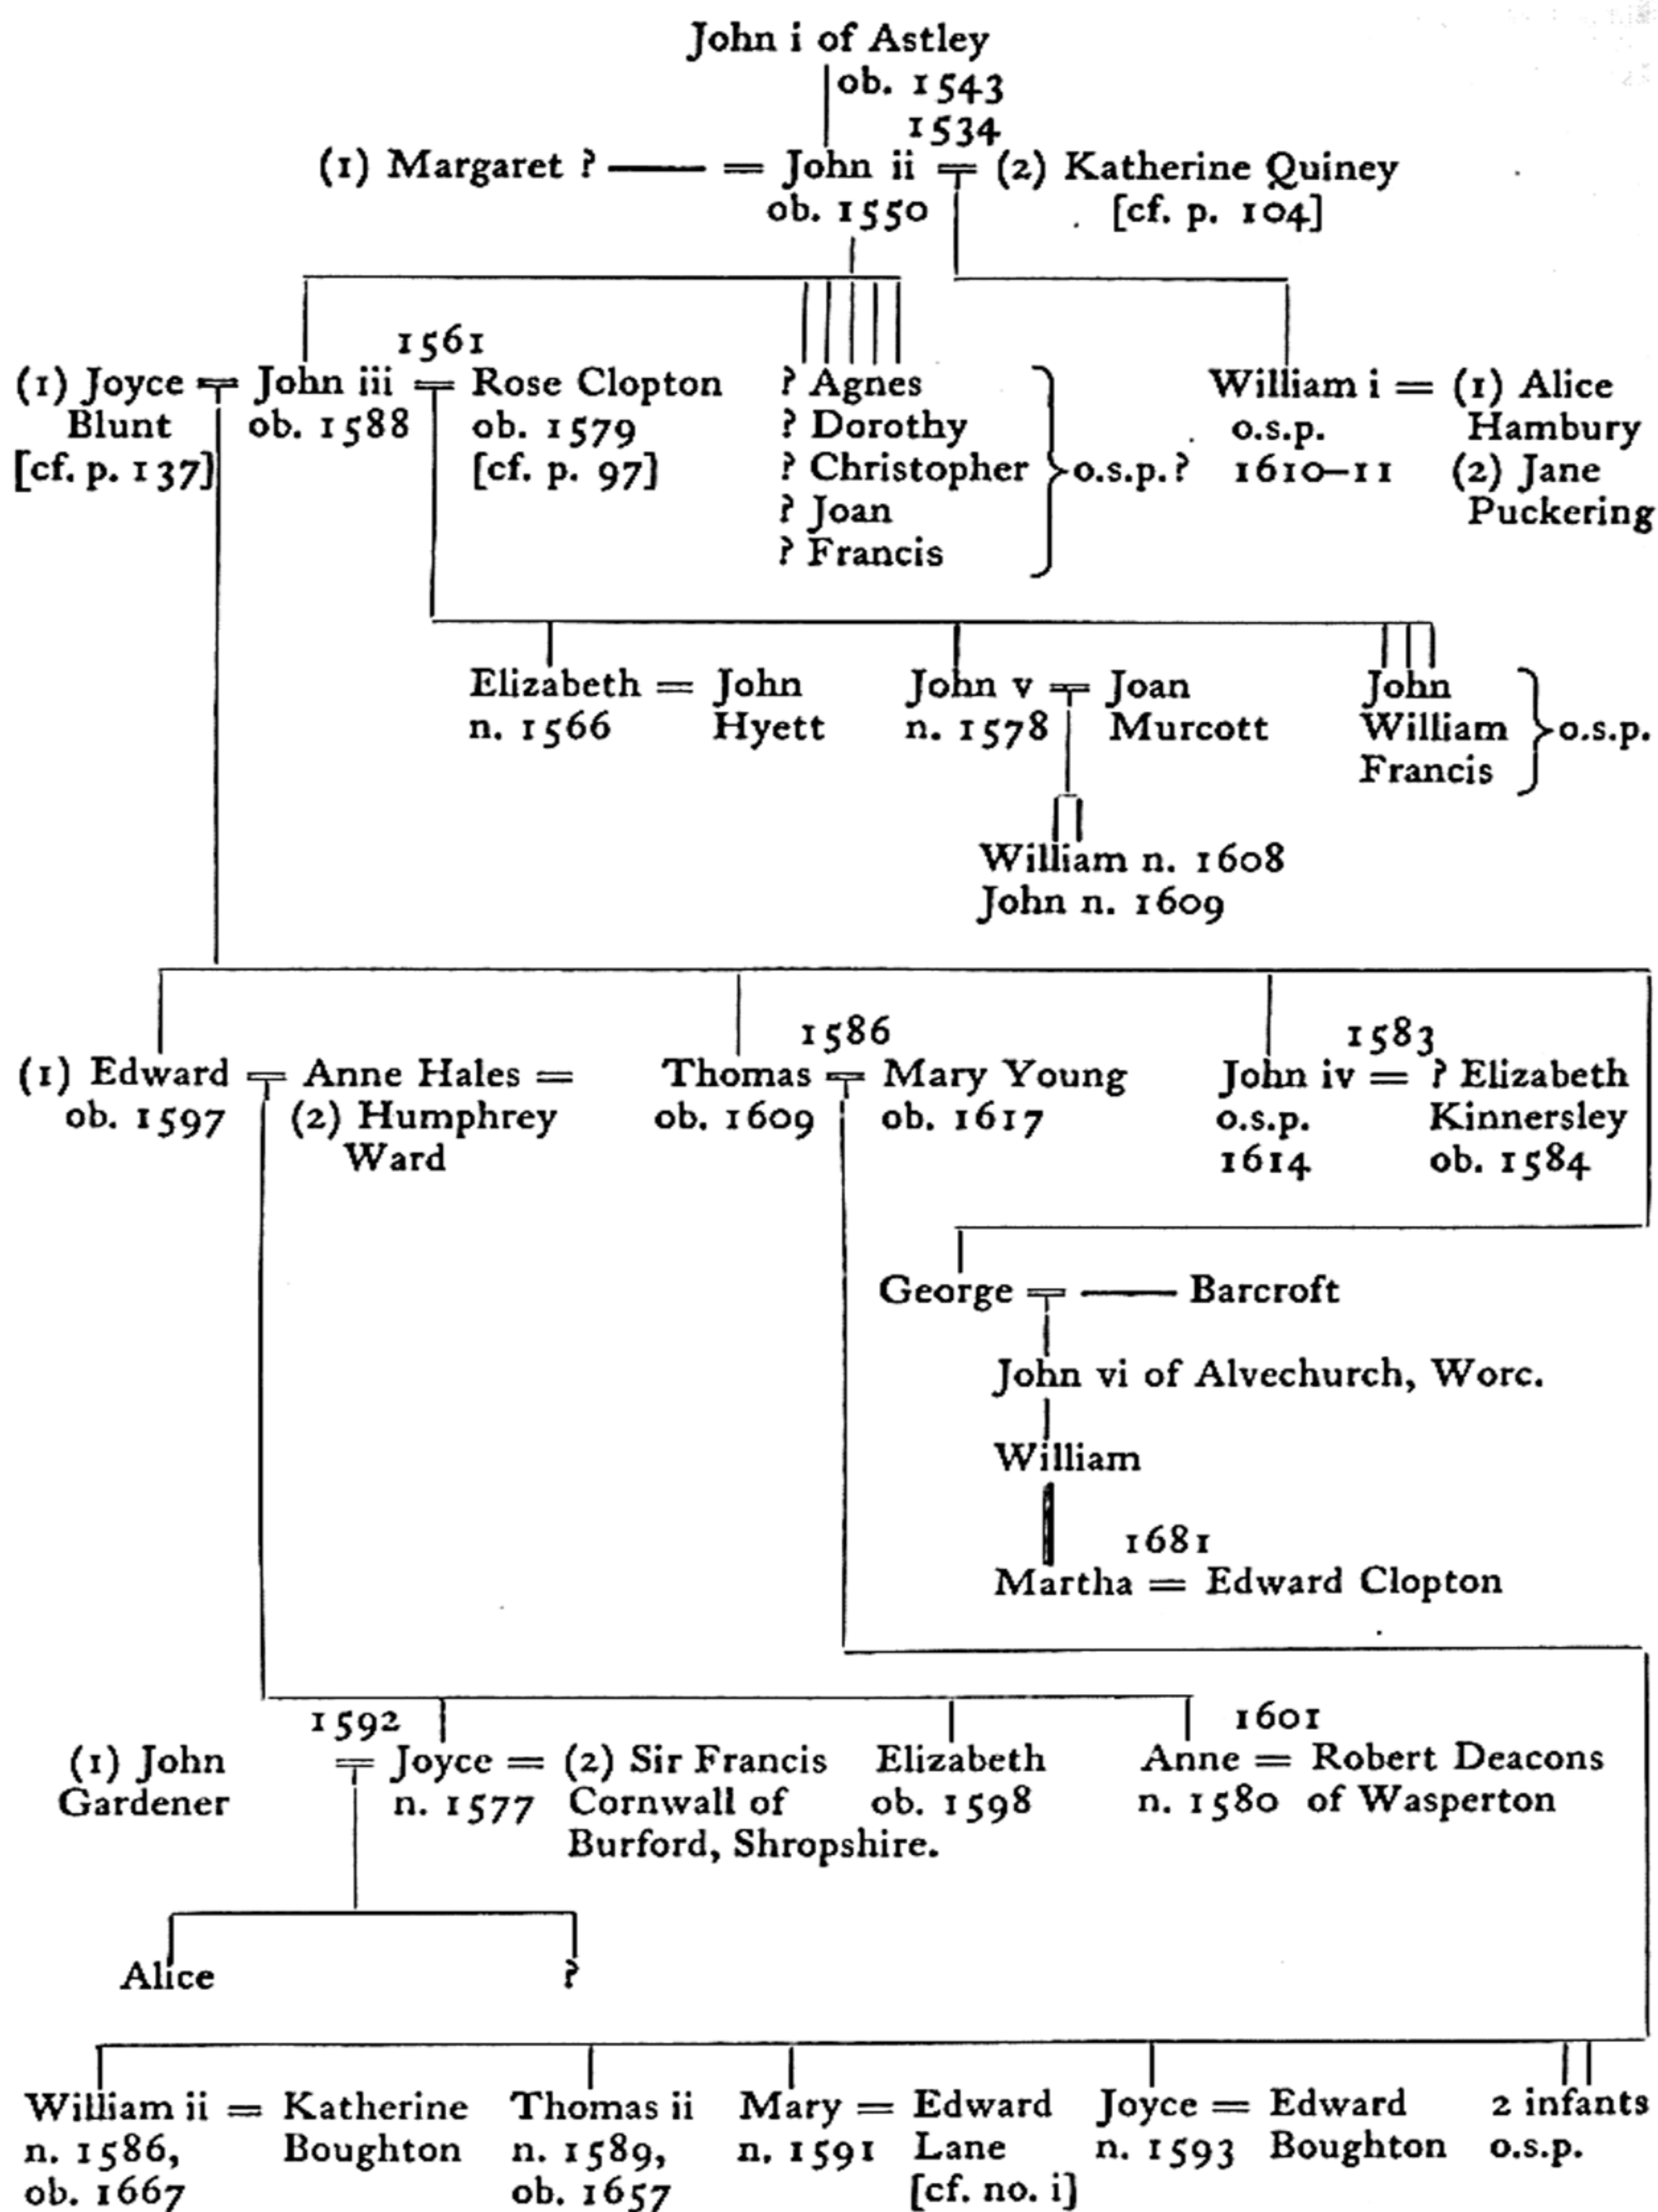 John i of Astley
ob. 1543
1534
(1) Margaret ? —— = John ii = (2) Katherine Quiney
ob. 1550 [cf. p. 104]
1561
(1) Joyce = John iii = Rose Clopton ? Agnes William i = (1) Alice
Blunt ob. 1588 ob. 1579 ? Dorothy o.s.p. Hambury
[cf. p. 137] [cf. p. 97] ? Christopher o.s.p. ? 1610–11 (2) Jane
? Joan Puckering
? Francis
Elizabeth = John John v = Joan John
n. 1566 Hyett n. 1578 Murcott William o.s.p.
Francis
William n. 1608
John n. 1609
1586 1583
(1) Edward = Anne Hales = Thomas = Mary Young John iv = ? Elizabeth
ob. 1597 (2) Humphrey ob. 1609 ob. 1617 o.s.p. Kinnersley
Ward 1614 ob. 1584
George = —— Barcroft
John vi of Alvechurch, Worc.
William
1681
Martha = Edward Clopton
1592 1601
(1) John = Joyce = (2) Sir Francis Elizabeth Anne = Robert Deacons
Gardener n. 1577 Cornwall of ob. 1598 n. 1580 of Wasperton
Burford, Shropshire.
Alice ?
William ii = Katherine Thomas ii Mary = Edward Joyce = Edward 2 infants
n. 1586, Boughton n. 1589, n. 1591 Lane n. 1593 Boughton o.s.p.
ob. 1667 ob. 1657 [cf. no. i]